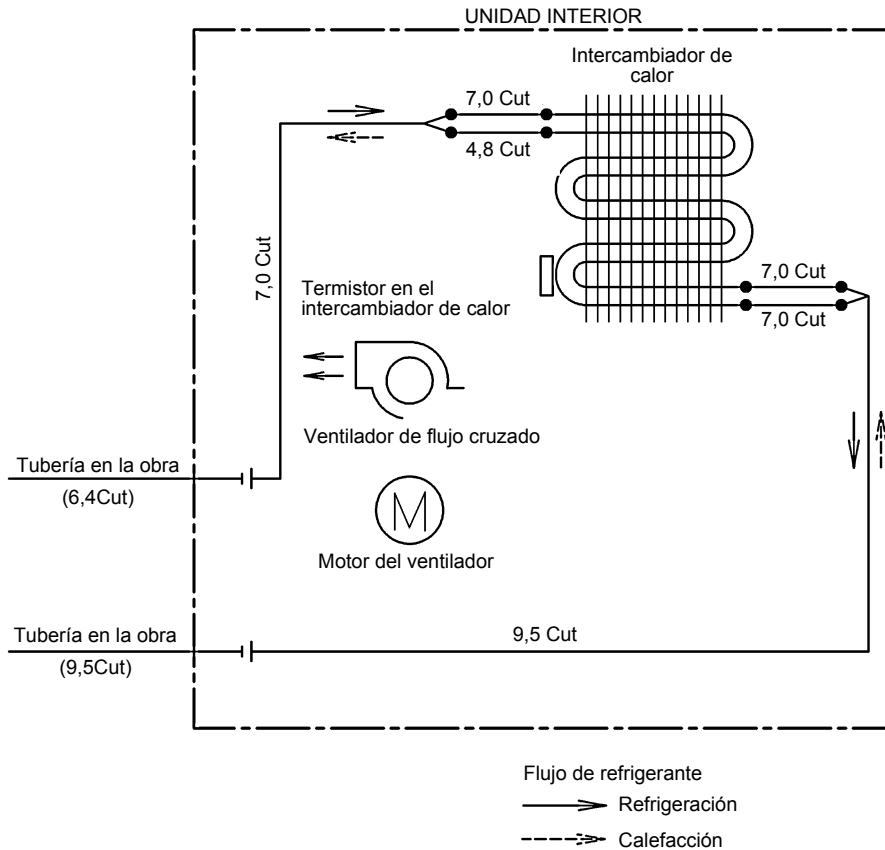 UNIDAD INTERIOR
Intercambiador de
calor
7,0 Cut
4,8 Cut
7,0 Cut
7,0 Cut
7,0 Cut
Termistor en el
intercambiador de calor
Ventilador de flujo cruzado
Tubería en la obra
(6,4Cut)
M
Motor del ventilador
Tubería en la obra
(9,5Cut)
9,5 Cut
Flujo de refrigerante
Refrigeración
Calefacción